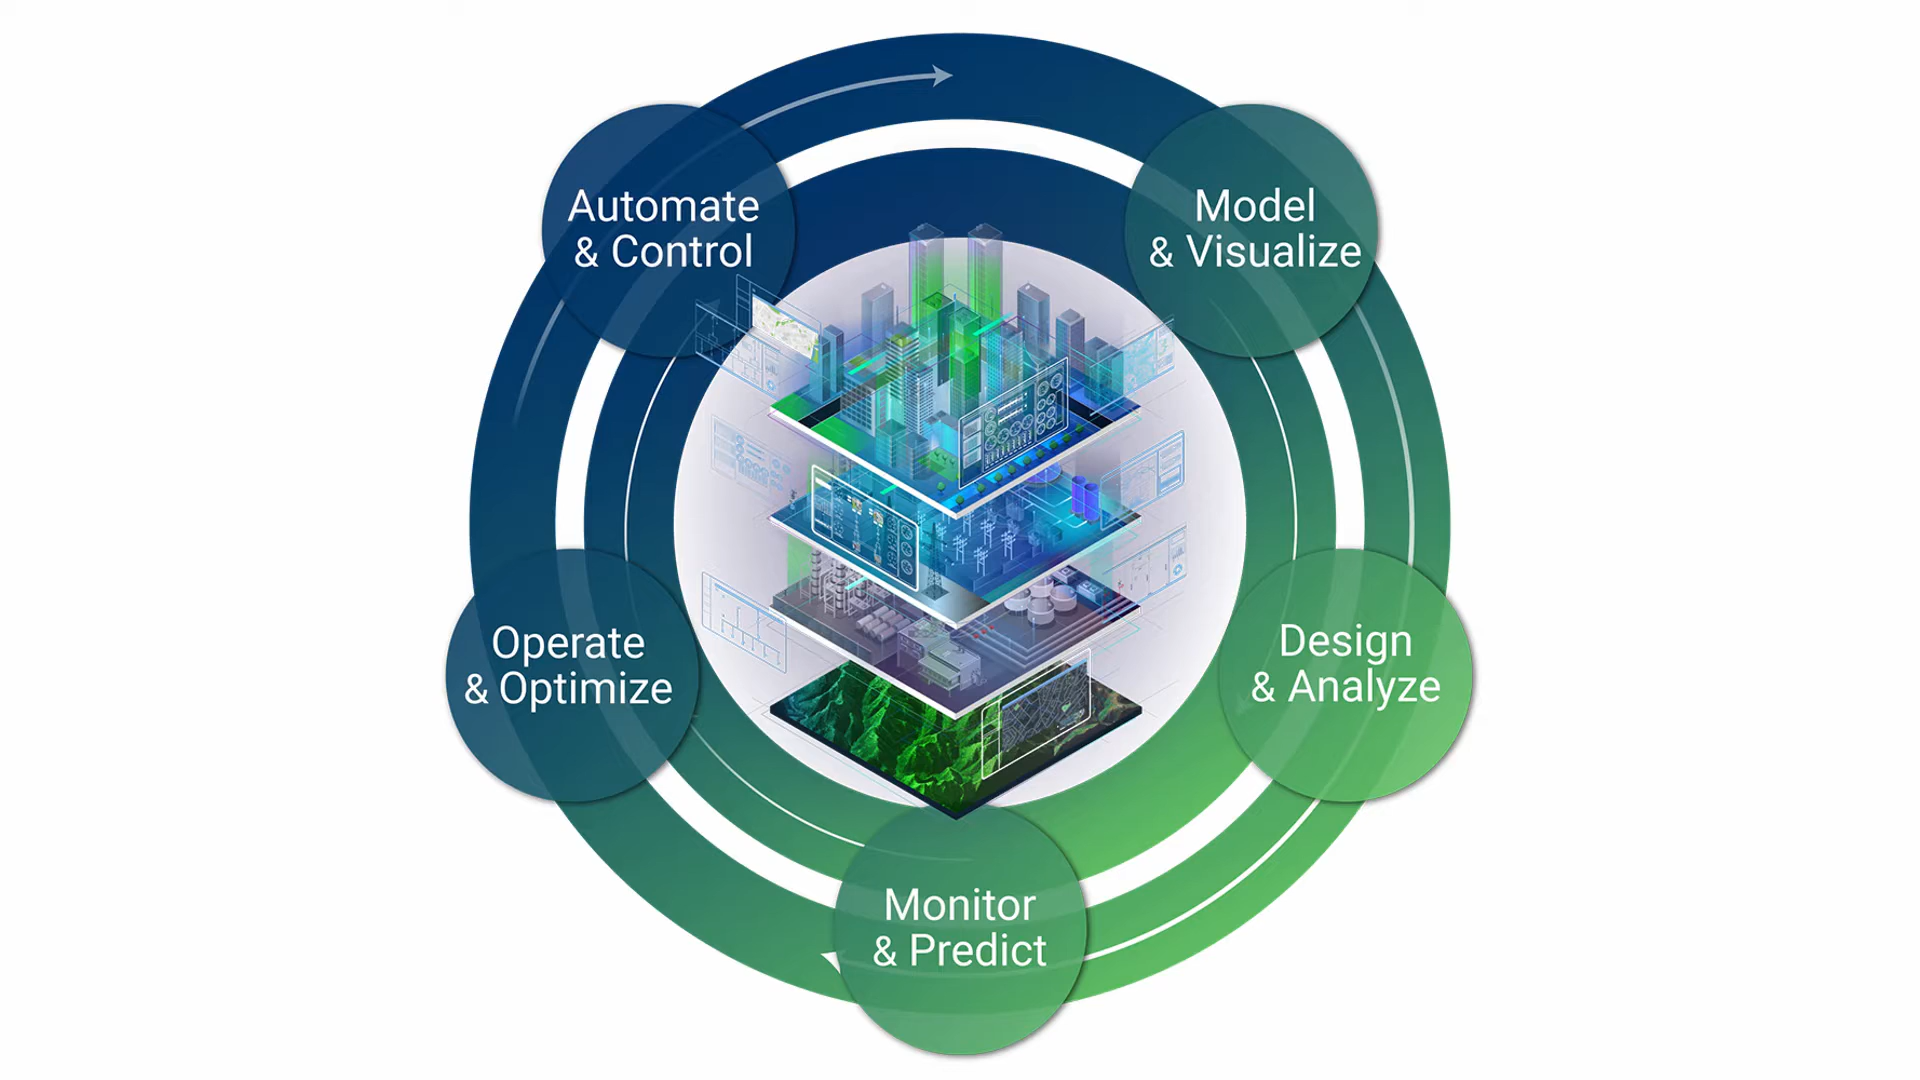 Automate
& Control
Model
& Visualize
Operate
& Optimize
Design
& Analyze
Monitor
& Predict